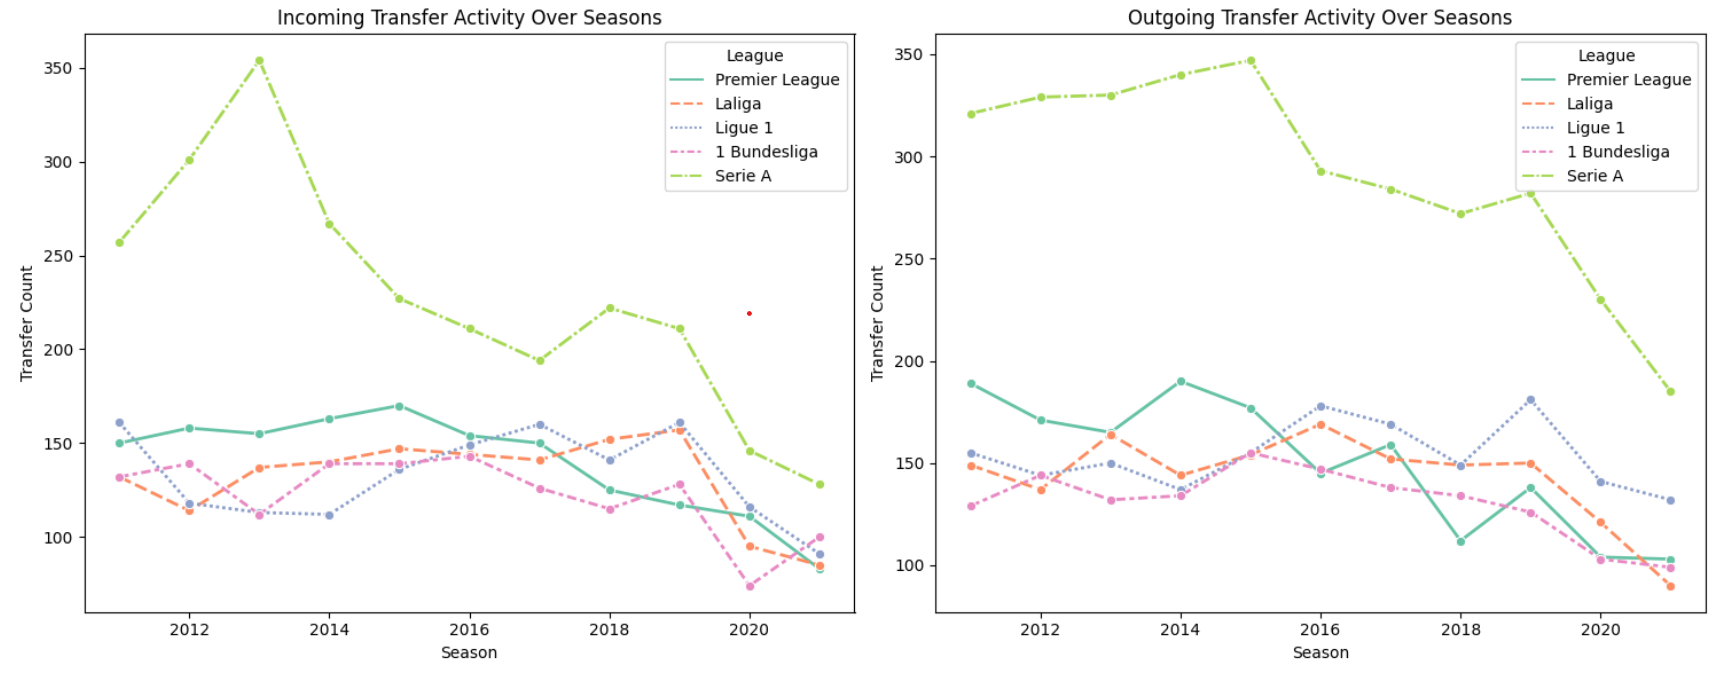 Incoming Transfer Activity Over Seasons
Transfer Count
350
300
250
200
150
100
2012 2014 2016 2018 2020
Season
League
Premier League
Laliga
Ligue 1
1 Bundesliga
Serie A
Outgoing Transfer Activity Over Seasons
Transfer Count
350
300
250
200
150
100
2012 2014 2016 2018 2020
Season
League
Premier League
Laliga
Ligue 1
1 Bundesliga
Serie A